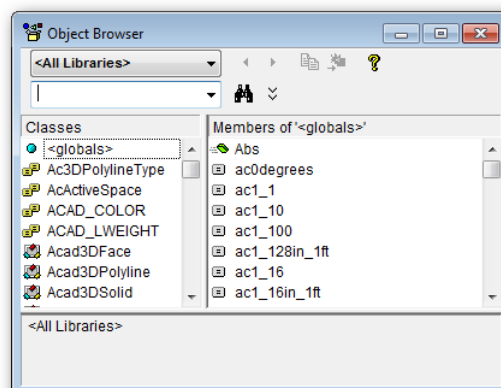 Object Browser
<All Libraries>
Classes
<globals>
Ac3DPolylineType
AcActiveSpace
ACAD_COLOR
ACAD_LWEIGHT
Acad3DFace
Acad3DPolyline
Acad3DSolid
Members of '<globals>'
Abs
ac0degrees
ac1_1
ac1_10
ac1_100
ac1_128in_1ft
ac1_16
ac1_16in_1ft
<All Libraries>